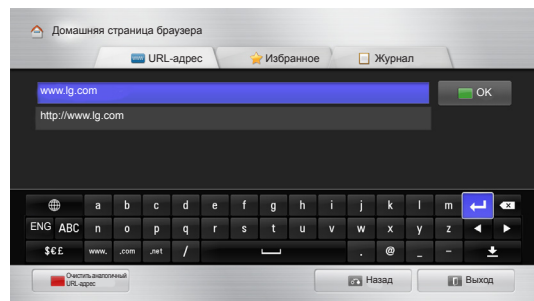 Домашняя страница браузера
www URL-адрес Избранное Журнал
www.lg.com OK
http://www.lg.com
a b c d e f g h i j k l m
ENG ABC n o p q r s t u v w x y z
$€£ www. .com .net / . @ _ -
Очистить аналогичный URL-адрес Назад Выход